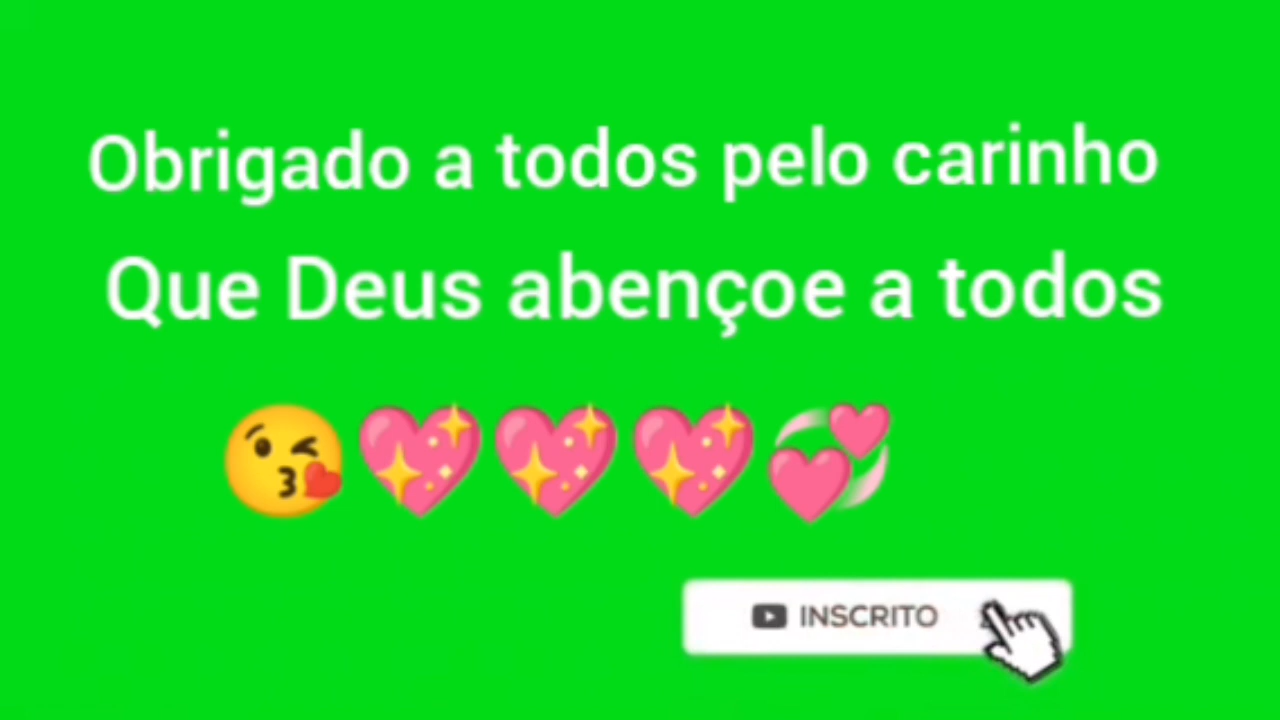 Obrigado a todos pelo carinho
Que Deus abençoe a todos
😘💖💖💖💞
INSCRITO